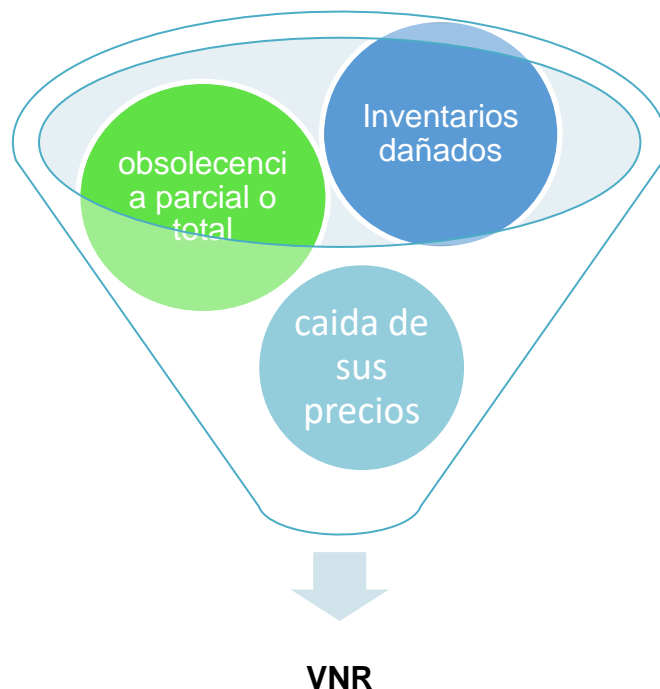 Inventarios
dañados
obsolecenci
a parcial o
total
caida de
sus
precios
VNR